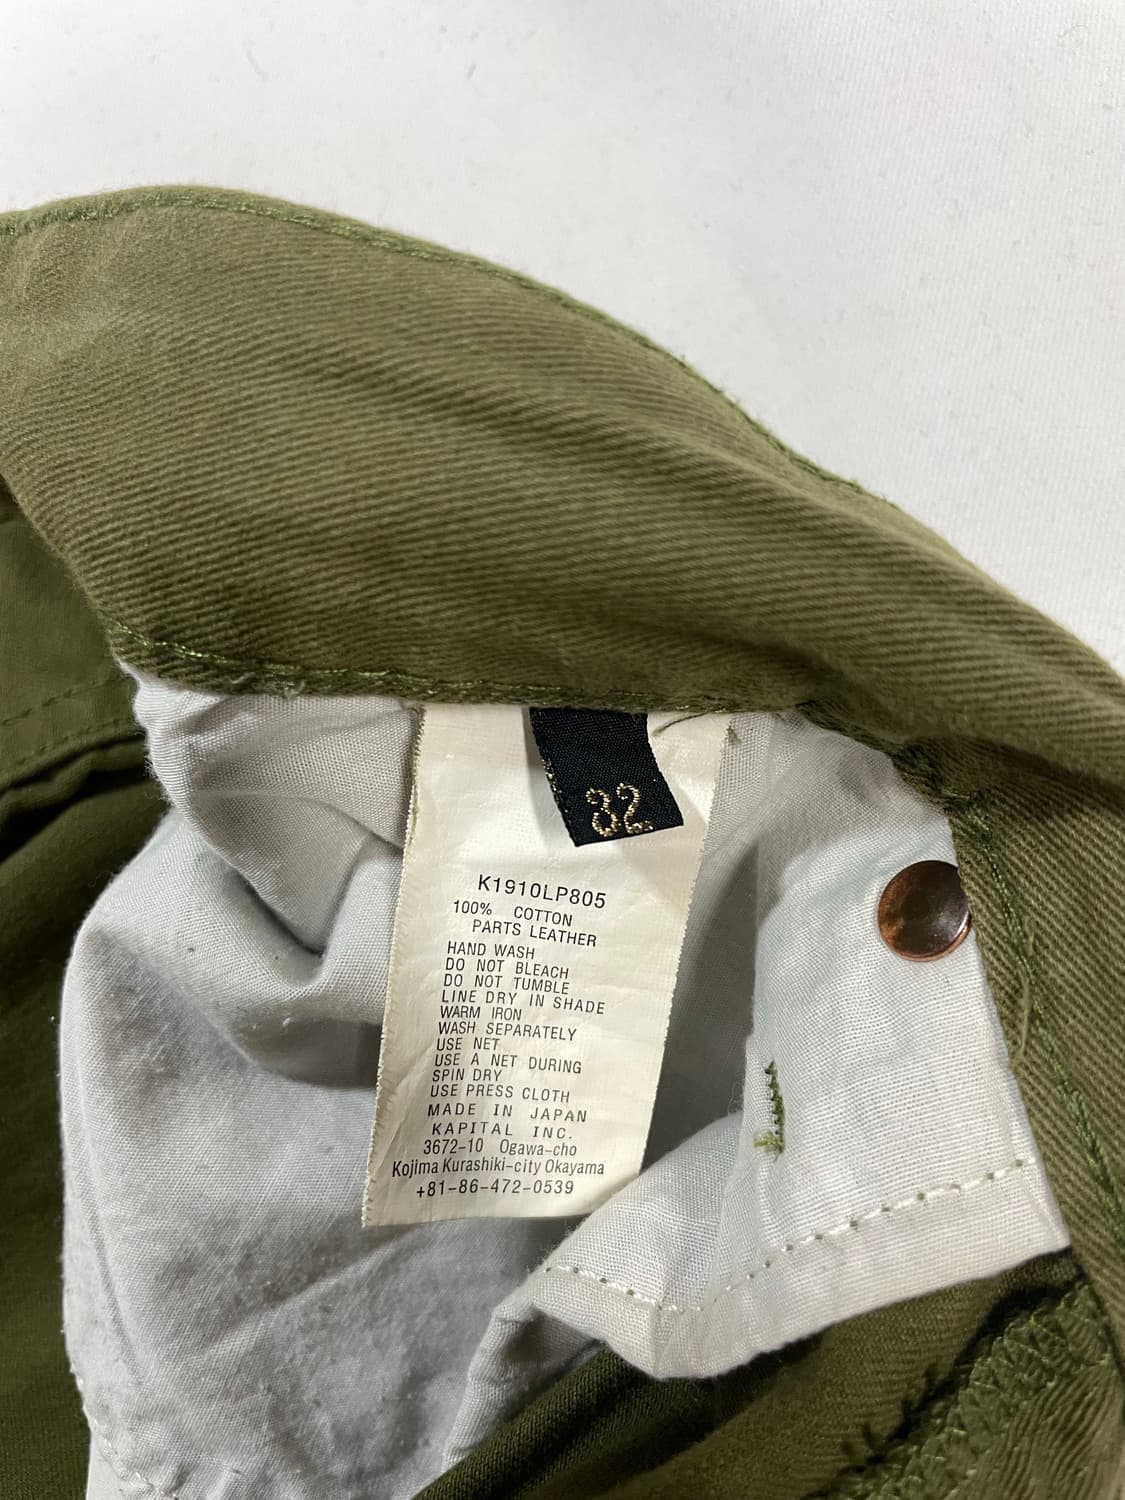 32
K1910LP805
100% COTTON
PARTS LEATHER
HAND WASH
DO NOT BLEACH
DO NOT TUMBLE
LINE DRY IN SHADE
WARM IRON
WASH SEPARATELY
USE NET
USE A NET DURING
SPIN DRY
USE PRESS CLOTH
MADE IN JAPAN
KAPITAL INC.
3672-10 Ogawa-cho
Kojima Kurashiki-city Okayama
+81-86-472-0539